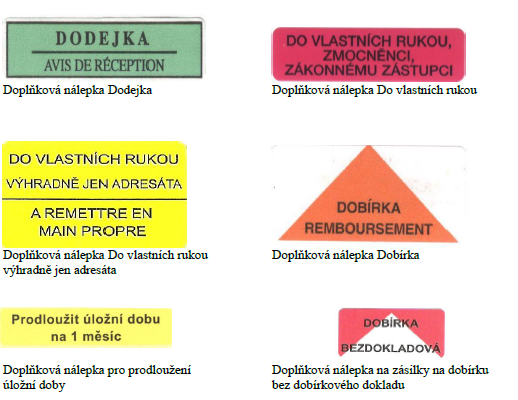 DODEJKA
AVIS DE RÉCEPTION
Doplňková nálepka Dodejka
DO VLASTNÍCH RUKOU,
ZMOCNĚNCI,
ZÁKONNÉMU ZÁSTUPCI
Doplňková nálepka Do vlastních rukou
DO VLASTNÍCH RUKOU
VÝHRADNĚ JEN ADRESÁTA
A REMETTRE EN
MAIN PROPRE
Doplňková nálepka Do vlastních rukou
výhradně jen adresáta
DOBÍRKA
REMBOURSEMENT
Doplňková nálepka Dobírka
Prodloužit úložní dobu
na 1 měsíc
Doplňková nálepka pro prodloužení
úložní doby
DOBÍRKA
BEZDOKLADOVÁ
Doplňková nálepka na zásilky na dobírku
bez dobírkového dokladu